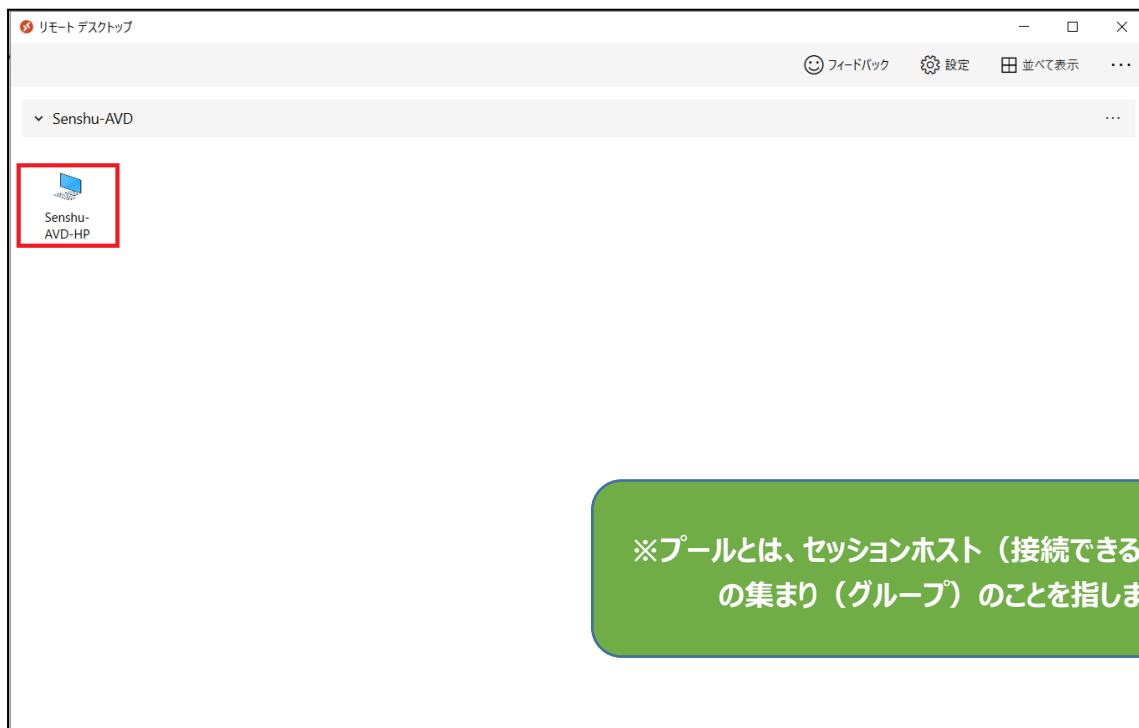 リモート デスクトップ
フィードバック 設定 並べて表示 ...
Senshu-AVD ...
Senshu-
AVD-HP
※プールとは、セッションホスト（接続できる
の集まり（グループ）のことを指しま